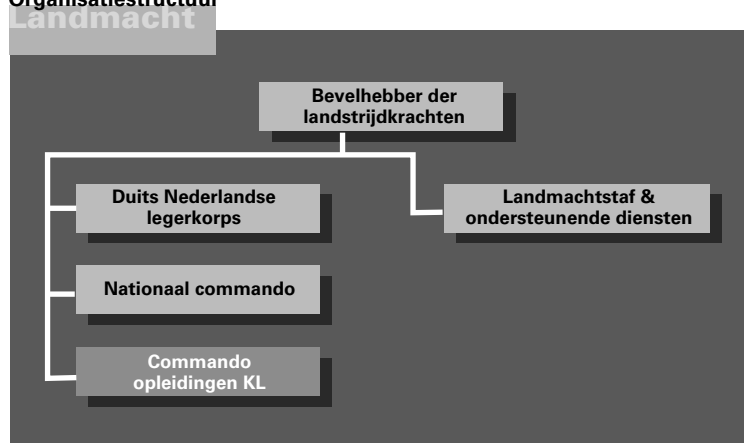 Organisatiestructuur
Landmacht
Bevelhebber der
landstrijdkrachten
Duits Nederlandse
legerkorps
Landmachtstaf &
ondersteunende diensten
Nationaal commando
Commando
opleidingen KL